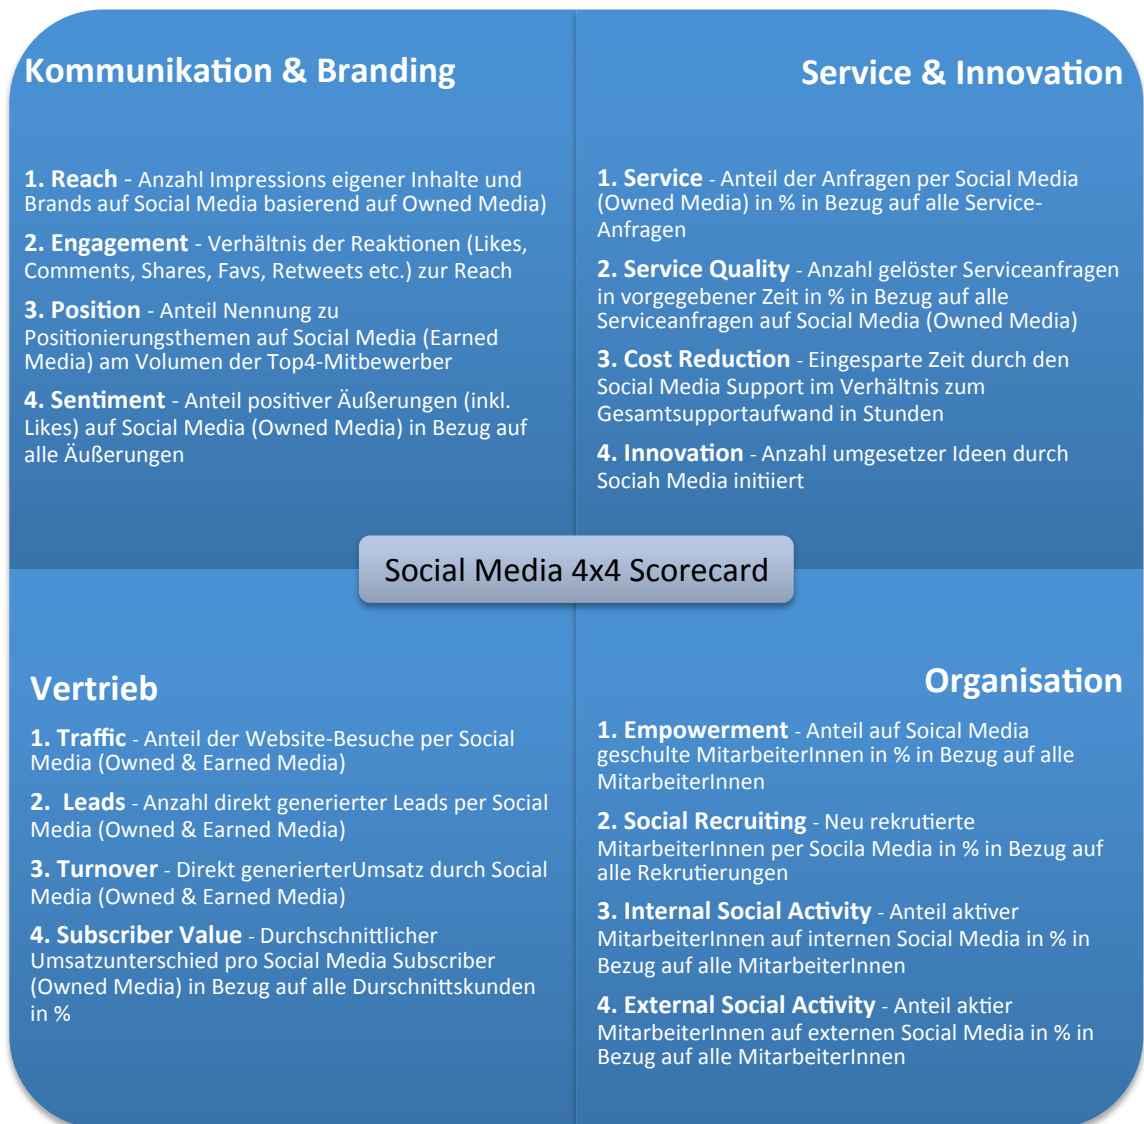 Kommunikation & Branding
1. Reach - Anzahl Impressions eigener Inhalte und
Brands auf Social Media basierend auf Owned Media)
2. Engagement - Verhältnis der Reaktionen (Likes,
Comments, Shares, Favs, Retweets etc.) zur Reach
3. Position - Anteil Nennung zu
Positionierungsthemen auf Social Media (Earned
Media) am Volumen der Top4-Mitbewerber
4. Sentiment - Anteil positiver Äußerungen (inkl.
Likes) auf Social Media (Owned Media) in Bezug auf
alle Äußerungen
Service & Innovation
1. Service - Anteil der Anfragen per Social Media
(Owned Media) in % in Bezug auf alle Service-
Anfragen
2. Service Quality - Anzahl gelöster Serviceanfragen
in vorgegebener Zeit in % in Bezug auf alle
Serviceanfragen auf Social Media (Owned Media)
3. Cost Reduction - Eingesparte Zeit durch den
Social Media Support im Verhältnis zum
Gesamtsupportaufwand in Stunden
4. Innovation - Anzahl umgesetzer Ideen durch
Sociah Media initiiert
Social Media 4x4 Scorecard
Vertrieb
1. Traffic - Anteil der Website-Besuche per Social
Media (Owned & Earned Media)
2. Leads - Anzahl direkt generierter Leads per Social
Media (Owned & Earned Media)
3. Turnover - Direkt generierterUmsatz durch Social
Media (Owned & Earned Media)
4. Subscriber Value - Durchschnittlicher
Umsatzunterschied pro Social Media Subscriber
(Owned Media) in Bezug auf alle Durschnittskunden
in %
Organisation
1. Empowerment - Anteil auf Soical Media
geschulte MitarbeiterInnen in % in Bezug auf alle
MitarbeiterInnen
2. Social Recruiting - Neu rekrutierte
MitarbeiterInnen per Socila Media in % in Bezug auf
alle Rekrutierungen
3. Internal Social Activity - Anteil aktiver
MitarbeiterInnen auf internen Social Media in % in
Bezug auf alle MitarbeiterInnen
4. External Social Activity - Anteil aktier
MitarbeiterInnen auf externen Social Media in % in
Bezug auf alle MitarbeiterInnen